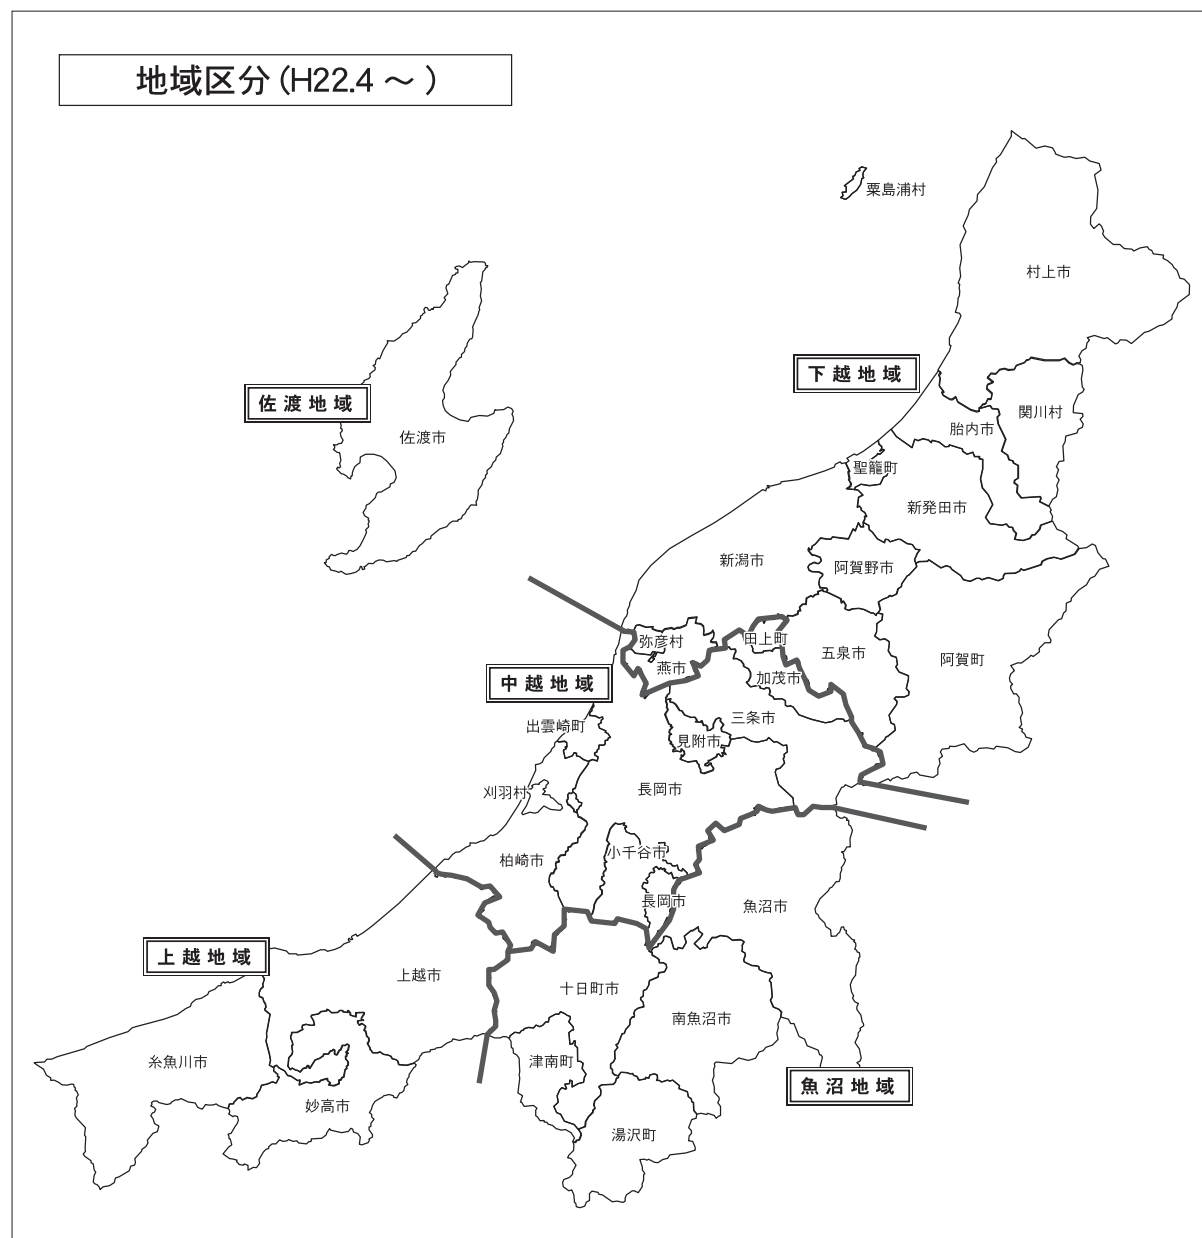 地域区分(H22.4 ～ )
粟島浦村
村上市
下越地域
佐渡地域
関川村
胎内市
佐渡市
聖籠町
新発田市
新潟市
阿賀野市
弥彦村
田上町
五泉市
阿賀町
燕市
中越地域
加茂市
三条市
出雲崎町
見附市
刈羽村
長岡市
柏崎市
小千谷市
長岡市
魚沼市
上越地域
上越市
十日町市
南魚沼市
糸魚川市
津南町
魚沼地域
妙高市
湯沢町